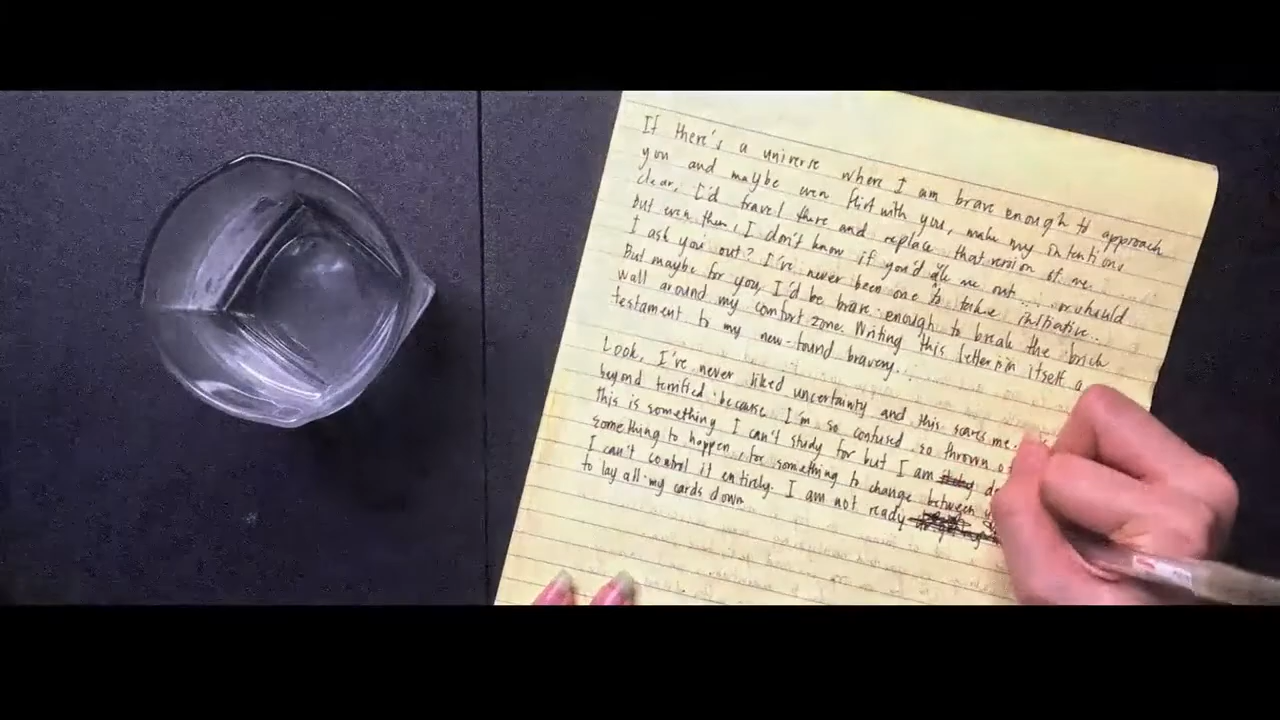 If there's a universe where I am brave enough to approach
you and maybe even flirt with you, make my intentions
clear, I'd travel there and replace that version of me
but even then, I don't know if you'd me out... or should
I ask you out? I've never been one to take initiative.
But maybe for you, I'd be brave enough to break the brick
wall around my comfort zone. Writing this letter in itself a
testament to my new-found bravery.
Look, I've never liked uncertainty and this scares me.
beyond terrified because I'm so confused so thrown
this is something I can't study for but I am
something to happen, for something to change between
I can't control it entirely. I am not ready
to lay all my cards down